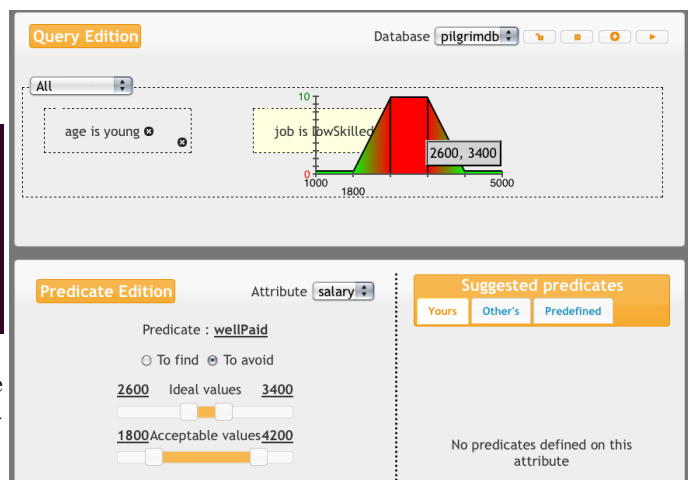 Query Edition
Database pilgrimdb
All
age is young
job is lowSkilled
10
2600, 3400
0
1000
1800
5000
Predicate Edition
Attribute salary
Predicate : wellPaid
To find To avoid
2600 Ideal values 3400
1800 Acceptable values 4200
Suggested predicates
Yours Other's Predefined
No predicates defined on this
attribute